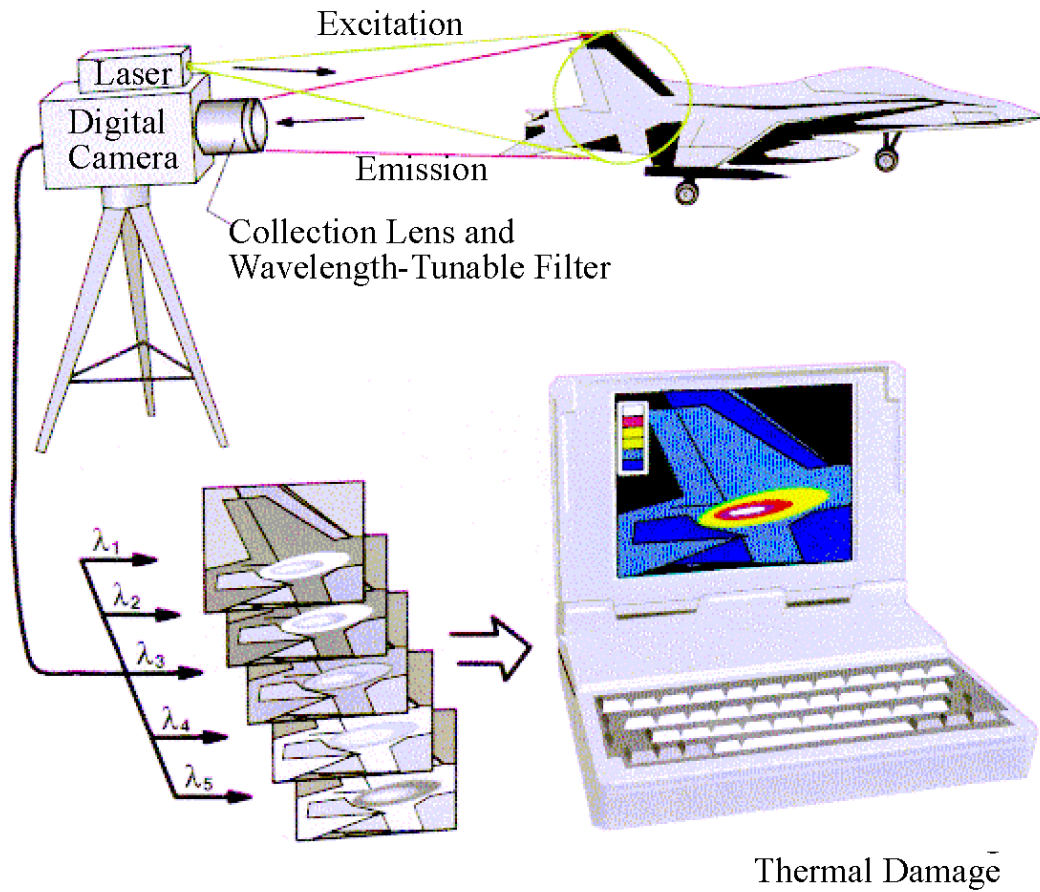 Excitation
Laser
Digital
Camera
Emission
Collection Lens and
Wavelength-Tunable Filter
λ1
λ2
λ3
λ4
λ5
Thermal Damage